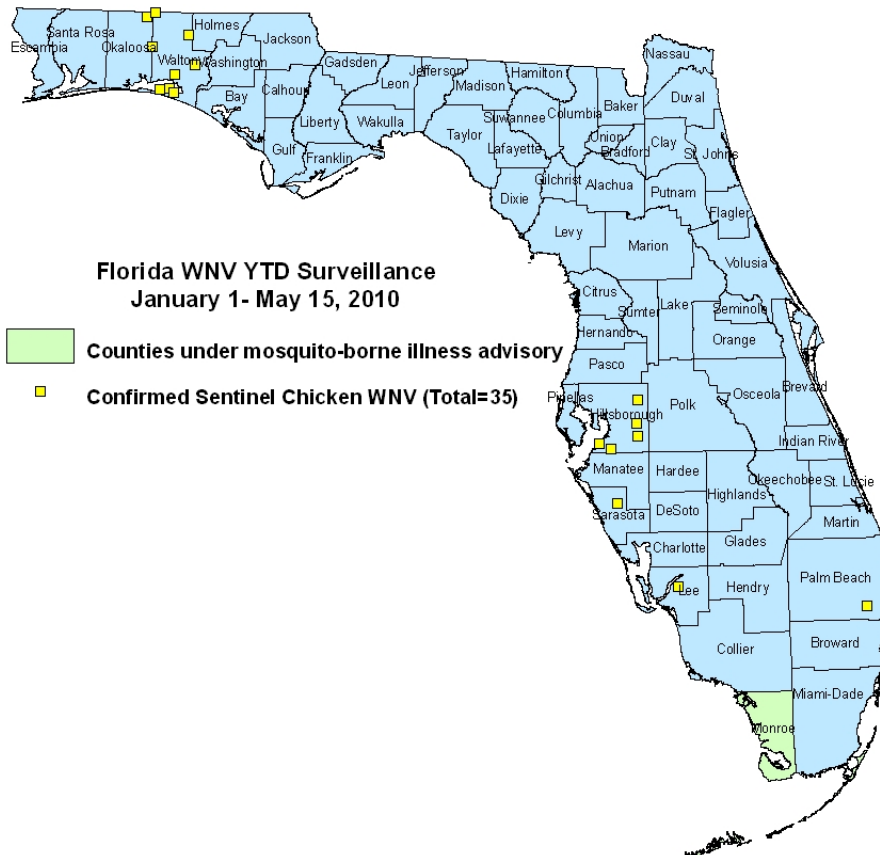 Holmes
Santa Rosa
Jackson
Escambia
Okaloosa
Walton
Washington
Gadsden
Nassau
Leon
Jefferson
Madison
Hamilton
Bay
Calhoun
Duval
Baker
Columbia
Suwannee
Liberty
Wakulla
Taylor
Union
Clay
Lafayette
Bradford
St. Johns
Gulf
Franklin
Gilchrist
Alachua
Putnam
Dixie
Flagler
Levy
Marion
Volusia
Florida WNV YTD Surveillance
January 1- May 15, 2010
Citrus
Sumter
Lake
Seminole
Hernando
Orange
Counties under mosquito-borne illness advisory
Pasco
Confirmed Sentinel Chicken WNV (Total=35)
Pinellas
Polk
Osceola
Brevard
Hillsborough
Indian River
Manatee
Hardee
Okeechobee
St. Lucie
Highlands
Sarasota
DeSoto
Martin
Charlotte
Glades
Palm Beach
Lee
Hendry
Collier
Broward
Miami-Dade
Monroe